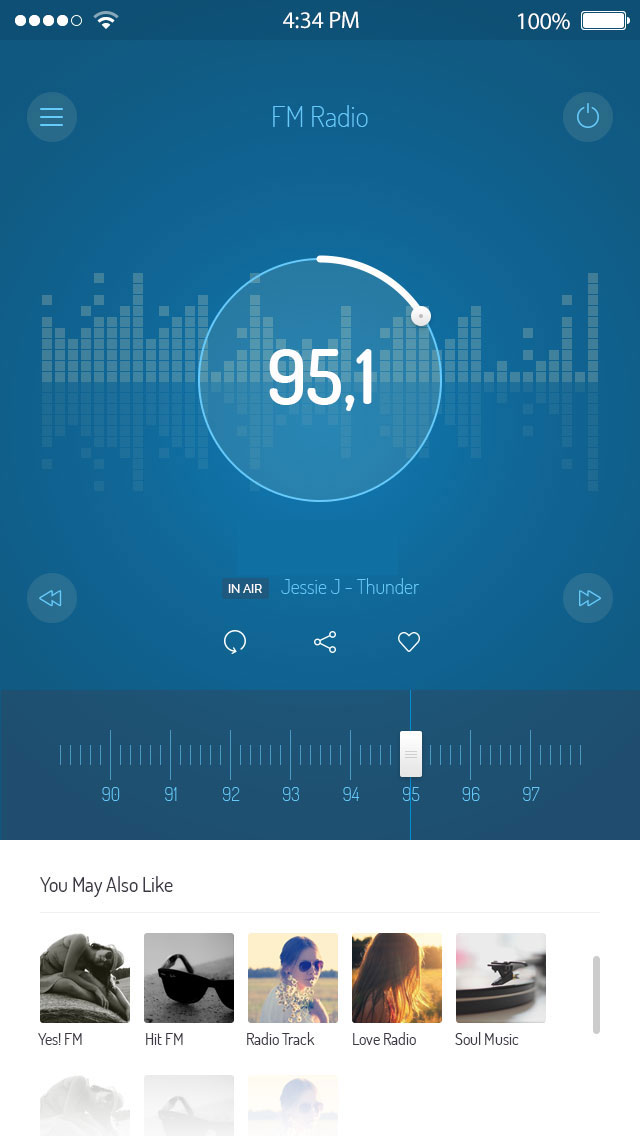 4:34 PM 100%
FM Radio
95,1
IN AIR Jessie J - Thunder
90 91 92 93 94 95 96 97
You May Also Like
Yes! FM Hit FM Radio Track Love Radio Soul Music